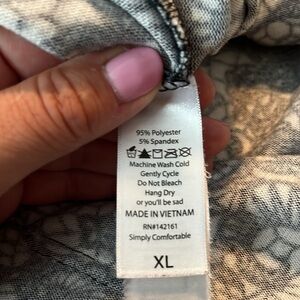 95% Polyester
5% Spandex
Machine Wash Cold
Gently Cycle
Do Not Bleach
Hang Dry
or you'll be sad
MADE IN VIETNAM
RN#142161
Simply Comfortable
XL